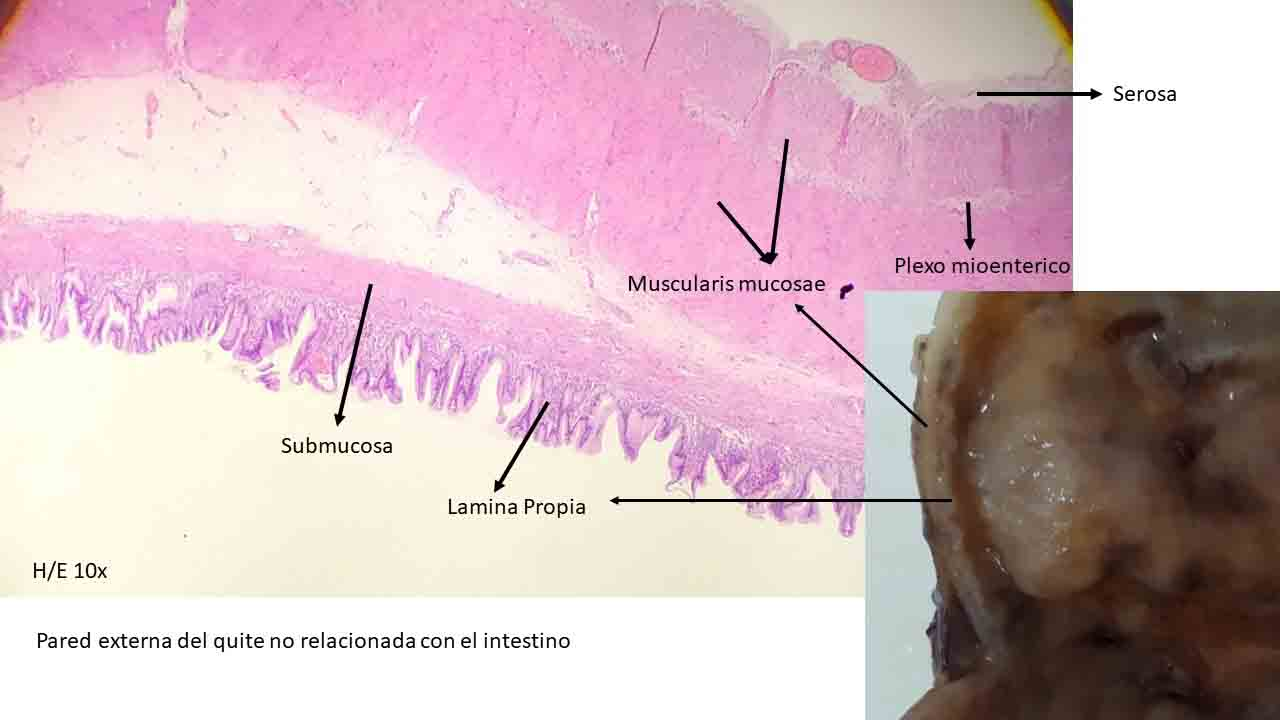 Serosa
Plexo mioenterico
Muscularis mucosae
Submucosa
Lamina Propia
H/E 10x
Pared externa del quite no relacionada con el intestino